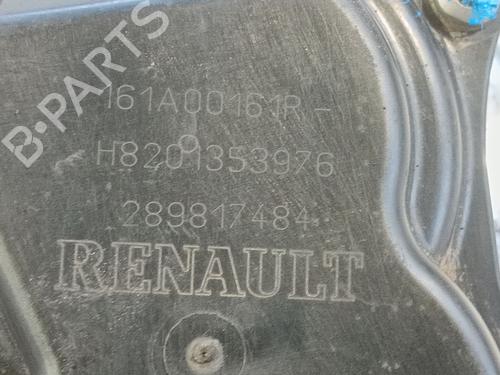 B-PARTS
161A00161R-
H8201353976
289817484
RENAULT